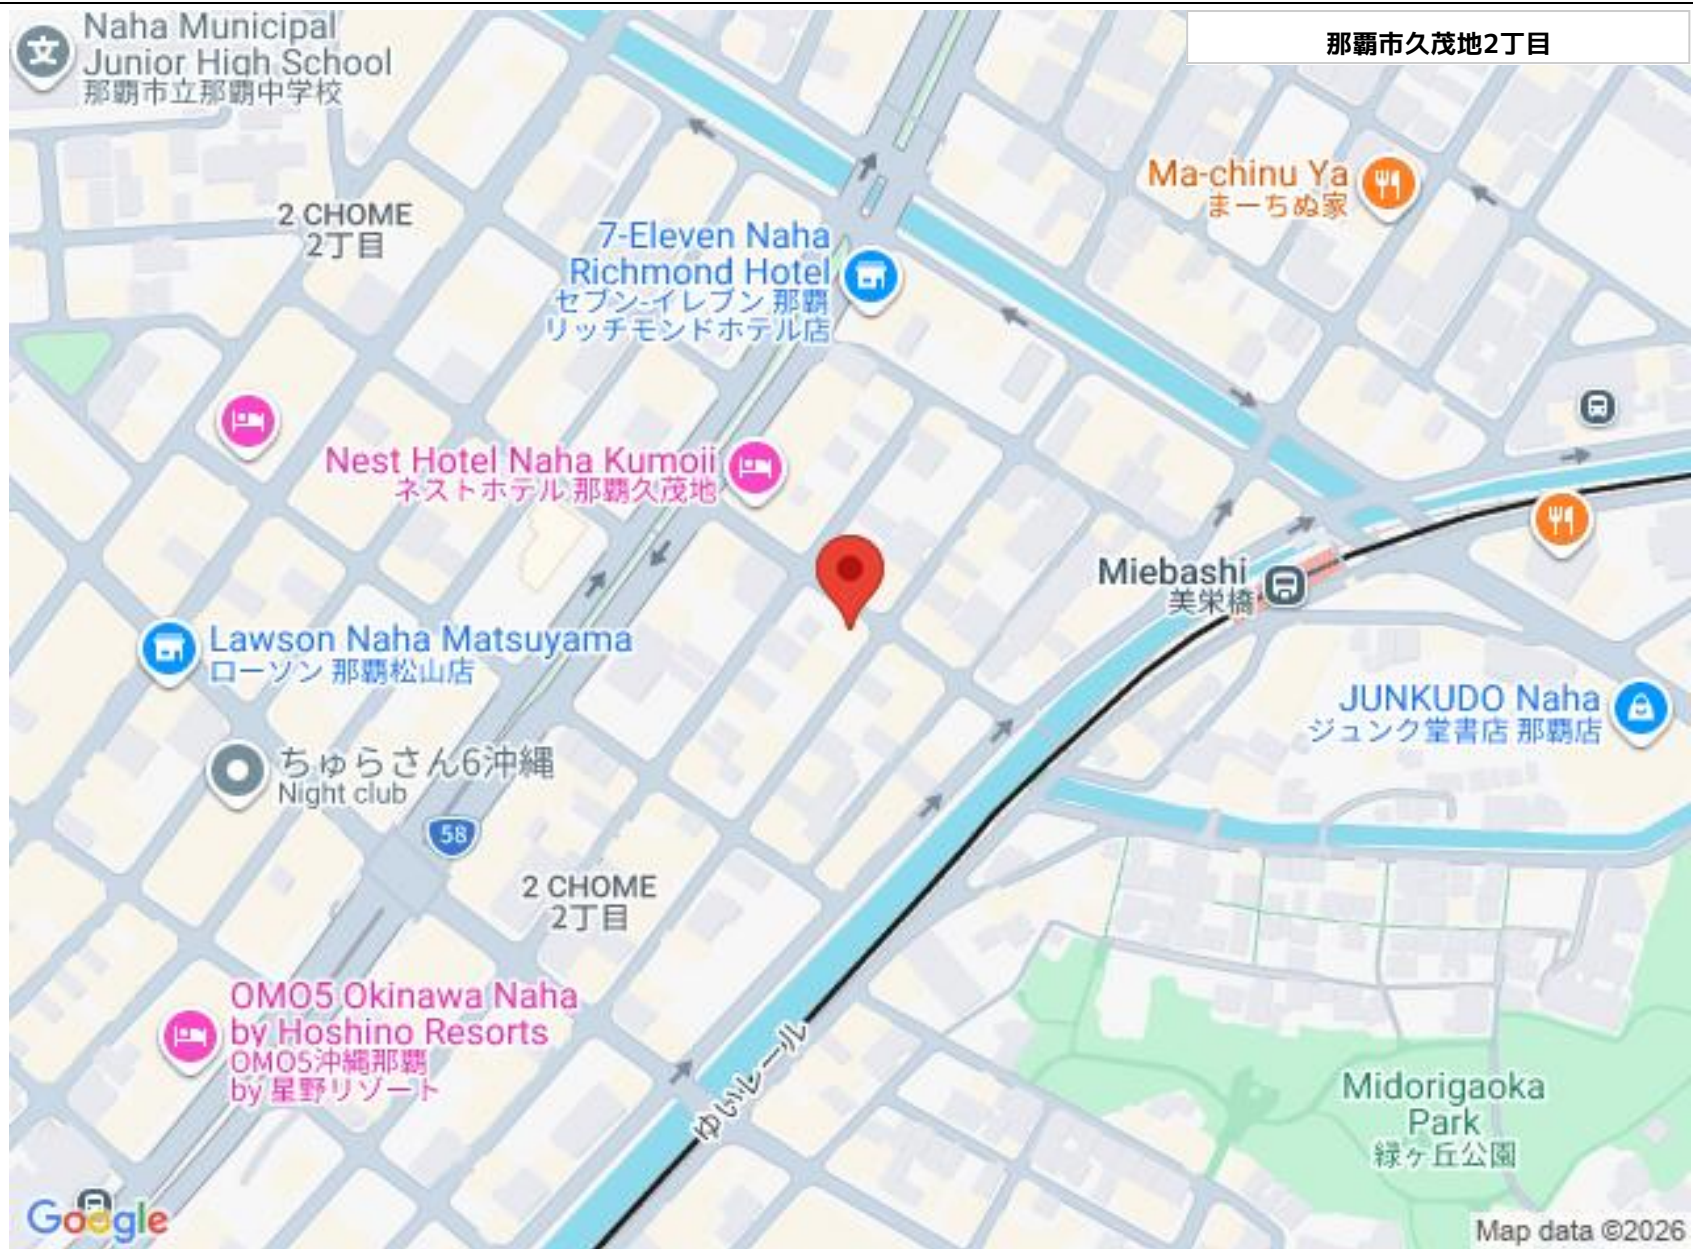 那覇市久茂地2丁目
Naha Municipal
Junior High School
那覇市立那覇中学校
2 CHOME
2丁目
Ma-chinu Ya
まーちぬ家
7-Eleven Naha
Richmond Hotel
セブン-イレブン 那覇
リッチモンドホテル店
Nest Hotel Naha Kumoji
ネストホテル 那覇久茂地
Miebashi
美栄橋
Lawson Naha Matsuyama
ローソン 那覇松山店
JUNKUDO Naha
ジュンク堂書店 那覇店
ちゅらさん6沖縄
Night club
58
2 CHOME
2丁目
OMO5 Okinawa Naha
by Hoshino Resorts
OMO5沖縄那覇
by 星野リゾート
ゆいレール
Midorigaoka
Park
緑ヶ丘公園
Google
Map data ©2026
文